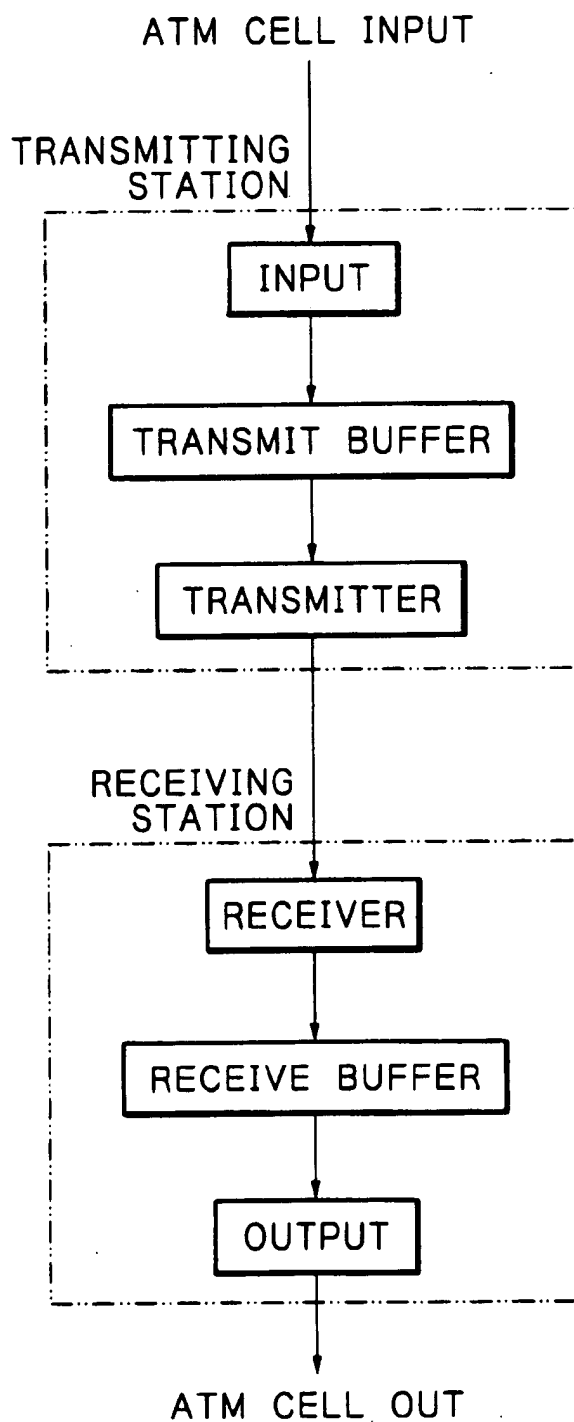 ATM CELL INPUT
TRANSMITTING
STATION
INPUT
TRANSMIT BUFFER
TRANSMITTER
RECEIVING
STATION
RECEIVER
RECEIVE BUFFER
OUTPUT
ATM CELL OUT